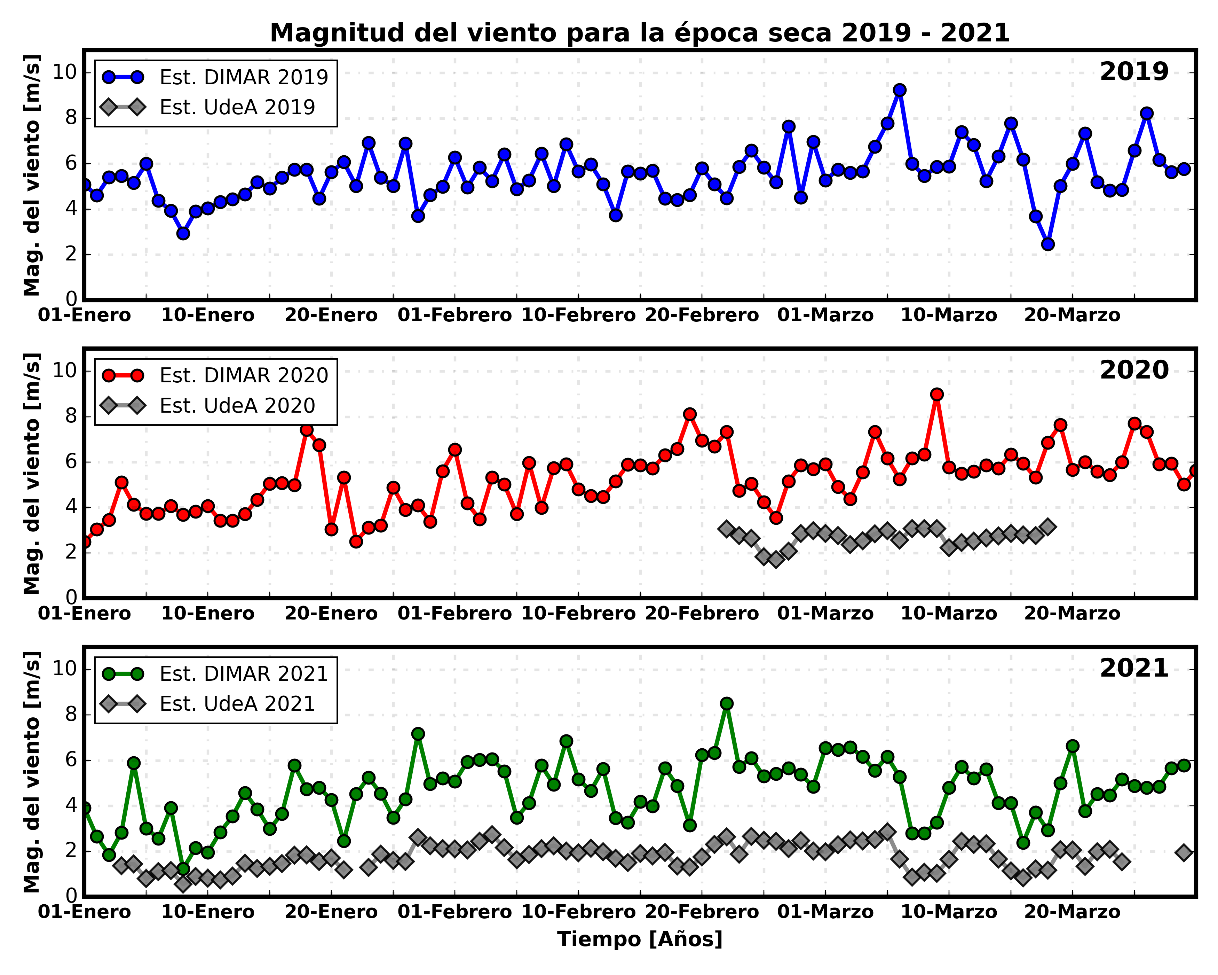 Magnitud del viento para la época seca 2019 - 2021
Mag. del viento [m/s]
10
8
6
4
2
0
Est. DIMAR 2019
Est. UdeA 2019
2019
01-Enero 10-Enero 20-Enero 01-Febrero 10-Febrero 20-Febrero 01-Marzo 10-Marzo 20-Marzo
Mag. del viento [m/s]
10
8
6
4
2
0
Est. DIMAR 2020
Est. UdeA 2020
2020
01-Enero 10-Enero 20-Enero 01-Febrero 10-Febrero 20-Febrero 01-Marzo 10-Marzo 20-Marzo
Mag. del viento [m/s]
10
8
6
4
2
0
Est. DIMAR 2021
Est. UdeA 2021
2021
01-Enero 10-Enero 20-Enero 01-Febrero 10-Febrero 20-Febrero 01-Marzo 10-Marzo 20-Marzo
Tiempo [Años]